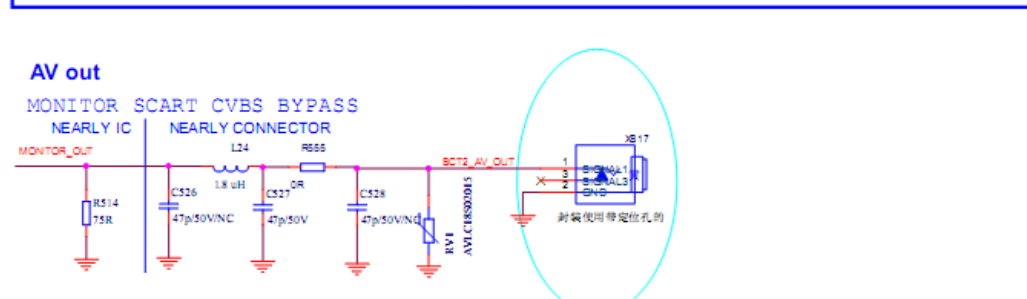 AV out
MONITOR SCART CVBS BYPASS
NEARLY IC
NEARLY CONNECTOR
MONITOR_OUT
L24
1.8 uH
R555
0R
SCT2_AV_OUT
XS17
1
3
2
SIGNAL1
SIGNAL3
GND
R514
75R
C526
47p/50V/NC
C527
47p/50V
C528
47p/50V/NC
RV1
AVLC18S02015
封装使用带定位孔的